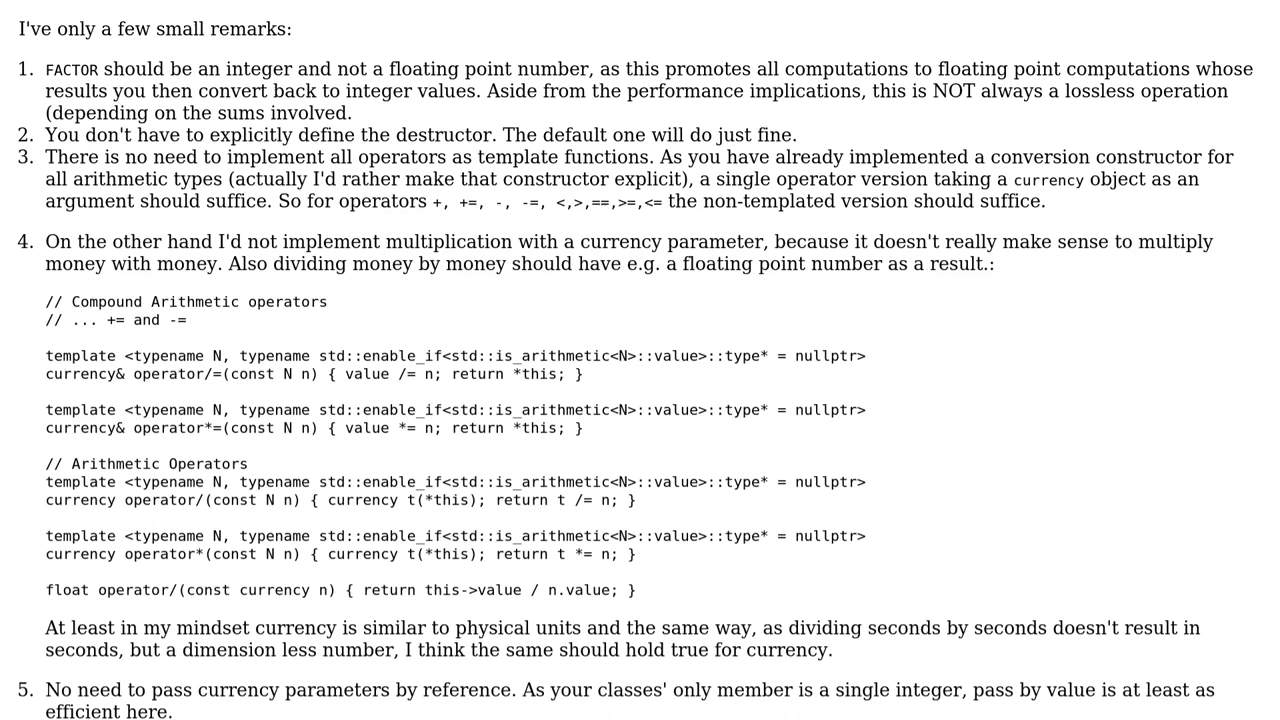 I've only a few small remarks:
1. FACTOR should be an integer and not a floating point number, as this promotes all computations to floating point computations whose
results you then convert back to integer values. Aside from the performance implications, this is NOT always a lossless operation
(depending on the sums involved.
2. You don't have to explicitly define the destructor. The default one will do just fine.
3. There is no need to implement all operators as template functions. As you have already implemented a conversion constructor for
all arithmetic types (actually I'd rather make that constructor explicit), a single operator version taking a currency object as an
argument should suffice. So for operators +, +=, -, -=, <,>,==,>=,<= the non-templated version should suffice.
4. On the other hand I'd not implement multiplication with a currency parameter, because it doesn't really make sense to multiply
money with money. Also dividing money by money should have e.g. a floating point number as a result.:
// Compound Arithmetic operators
// ... += and -=
template <typename N, typename std::enable_if<std::is_arithmetic<N>::value>::type* = nullptr>
currency& operator/=(const N n) { value /= n; return *this; }
template <typename N, typename std::enable_if<std::is_arithmetic<N>::value>::type* = nullptr>
currency& operator*=(const N n) { value *= n; return *this; }
// Arithmetic Operators
template <typename N, typename std::enable_if<std::is_arithmetic<N>::value>::type* = nullptr>
currency operator/(const N n) { currency t(*this); return t /= n; }
template <typename N, typename std::enable_if<std::is_arithmetic<N>::value>::type* = nullptr>
currency operator*(const N n) { currency t(*this); return t *= n; }
float operator/(const currency n) { return this->value / n.value; }
At least in my mindset currency is similar to physical units and the same way, as dividing seconds by seconds doesn't result in
seconds, but a dimension less number, I think the same should hold true for currency.
5. No need to pass currency parameters by reference. As your classes' only member is a single integer, pass by value is at least as
efficient here.